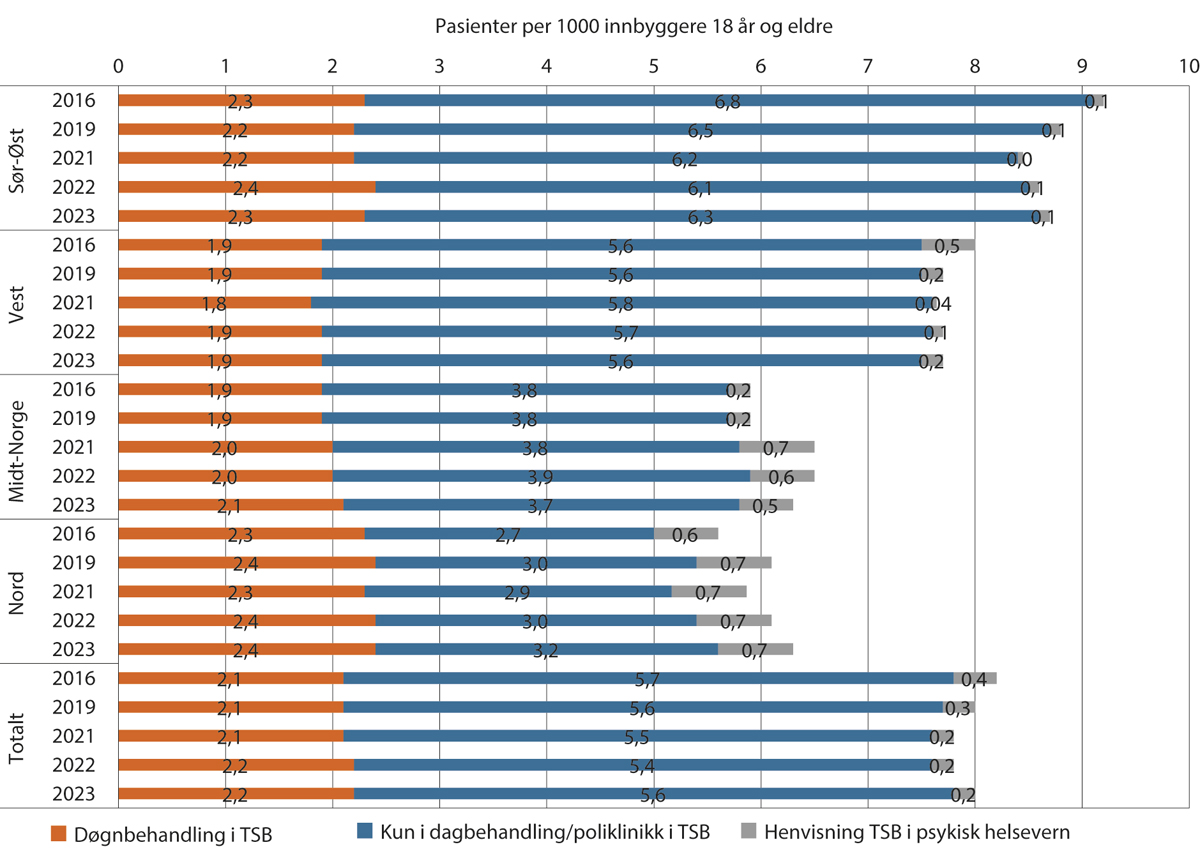 Pasienter per 1000 innbyggere 18 år og eldre
0 1 2 3 4 5 6 7 8 9 10
Sør-Øst
2016 2,3 6,8 0,1
2019 2,2 6,5 0,1
2021 2,2 6,2 0,0
2022 2,4 6,1 0,1
2023 2,3 6,3 0,1
Vest
2016 1,9 5,6 0,5
2019 1,9 5,6 0,2
2021 1,8 5,8 0,04
2022 1,9 5,7 0,1
2023 1,9 5,6 0,2
Midt-Norge
2016 1,9 3,8 0,2
2019 1,9 3,8 0,2
2021 2,0 3,8 0,7
2022 2,0 3,9 0,6
2023 2,1 3,7 0,5
Nord
2016 2,3 2,7 0,6
2019 2,4 3,0 0,7
2021 2,3 2,9 0,7
2022 2,4 3,0 0,7
2023 2,4 3,2 0,7
Totalt
2016 2,1 5,7 0,4
2019 2,1 5,6 0,3
2021 2,1 5,5 0,2
2022 2,2 5,4 0,2
2023 2,2 5,6 0,2
Døgnbehandling i TSB Kun i dagbehandling/poliklinikk i TSB Henvisning TSB i psykisk helsevern